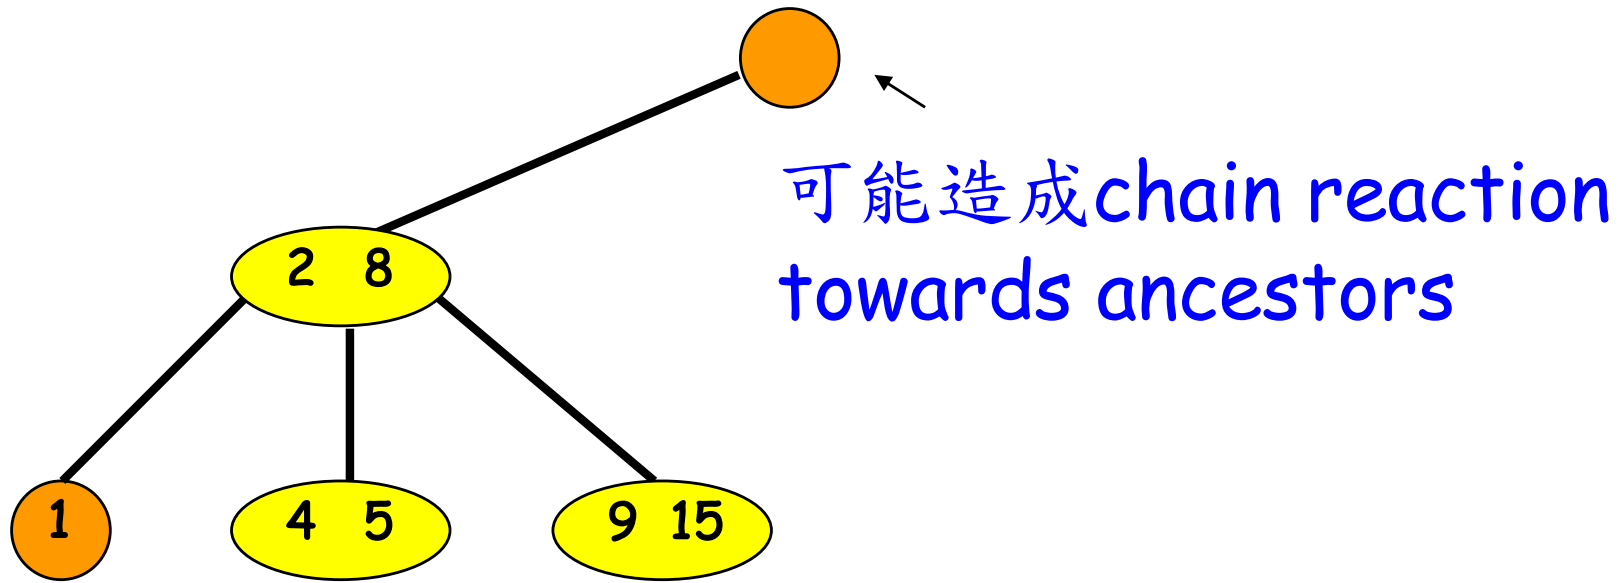 可能造成chain reaction
towards ancestors
2 8
1
4 5
9 15